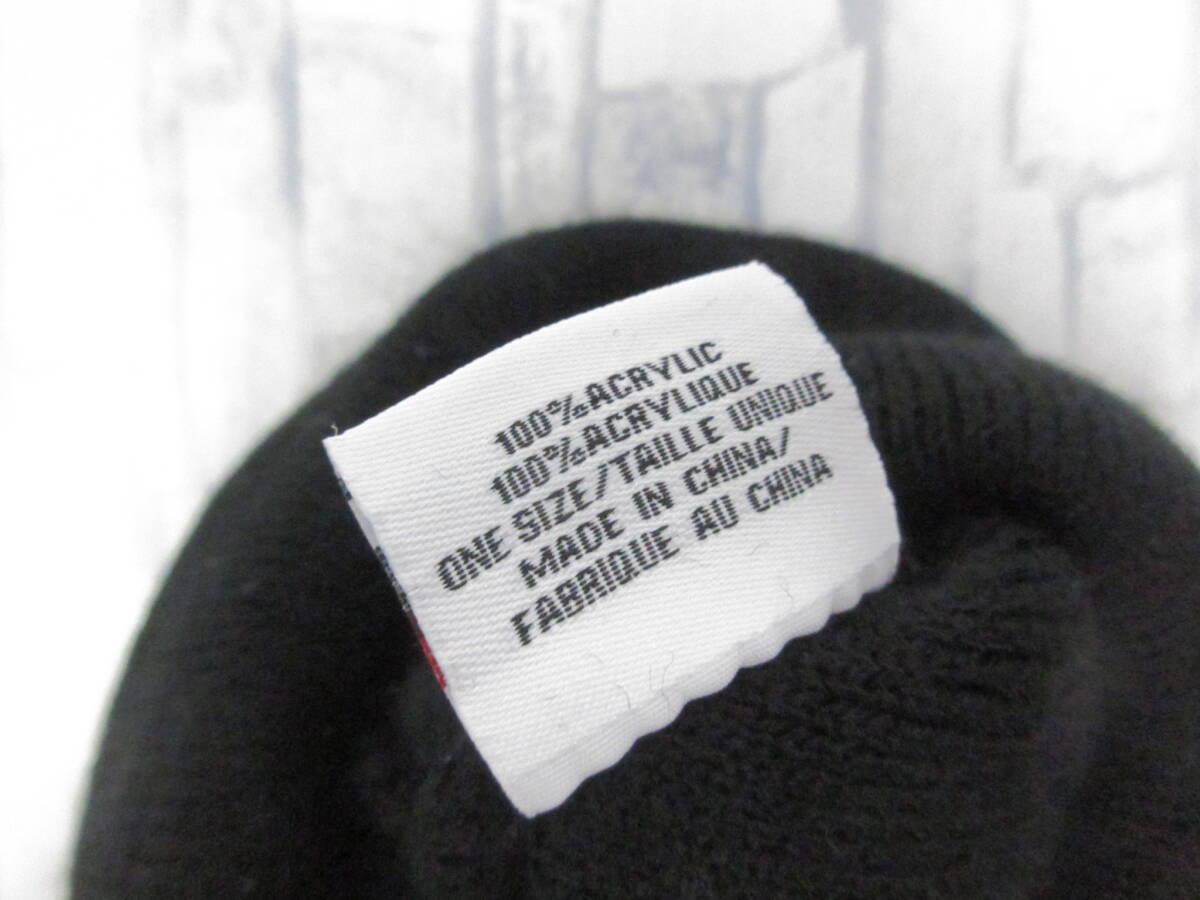 100%ACRYLIC
100%ACRYLIQUE
ONE SIZE/TAILLE UNIQUE
MADE IN CHINA/
FABRIQUE AU CHINA